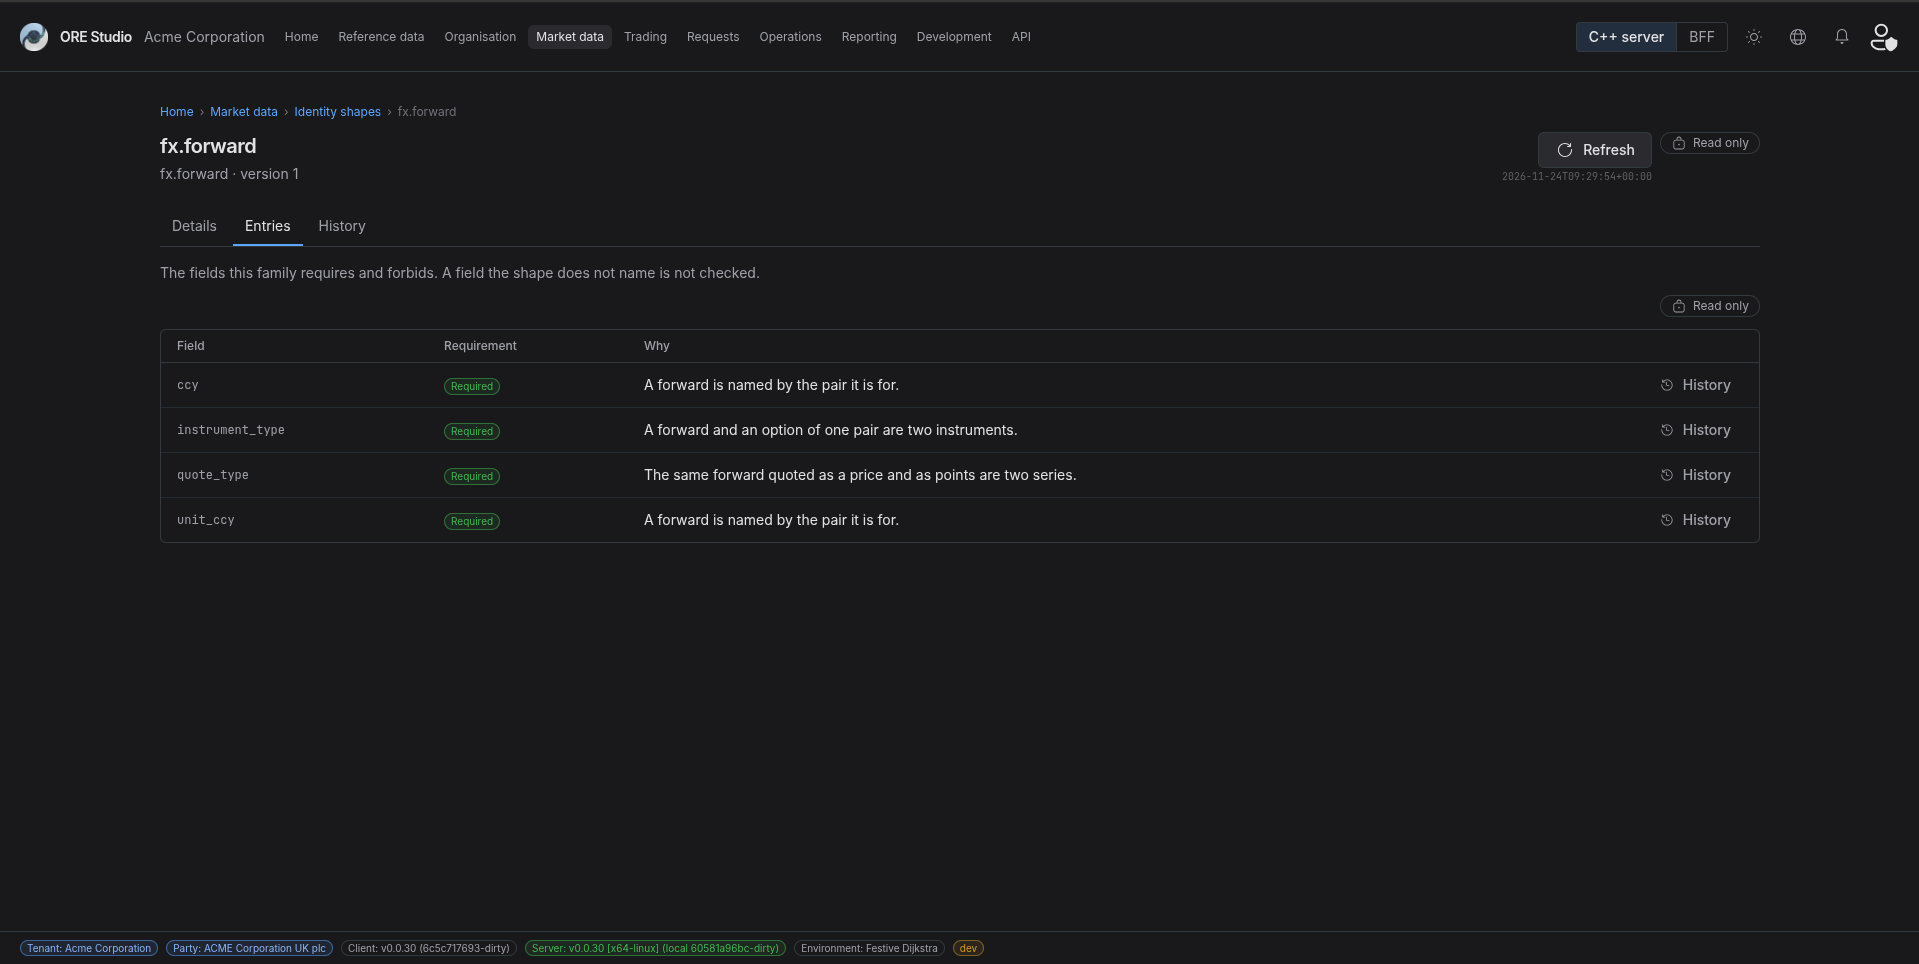 ORE Studio Acme Corporation Home Reference data Organisation Market data Trading Requests Operations Reporting Development API C++ server BFF
Home › Market data › Identity shapes › fx.forward
fx.forward
Refresh
Read only
fx.forward · version 1
2026-11-24T09:29:54+00:00
Details Entries History
The fields this family requires and forbids. A field the shape does not name is not checked.
Read only
Field Requirement Why
ccy Required A forward is named by the pair it is for. History
instrument_type Required A forward and an option of one pair are two instruments. History
quote_type Required The same forward quoted as a price and as points are two series. History
unit_ccy Required A forward is named by the pair it is for. History
Tenant: Acme Corporation Party: ACME Corporation UK plc Client: v0.0.30 (6c5c717693-dirty) Server: v0.0.30 [x64-linux] (local 60581a96bc-dirty) Environment: Festive Dijkstra dev